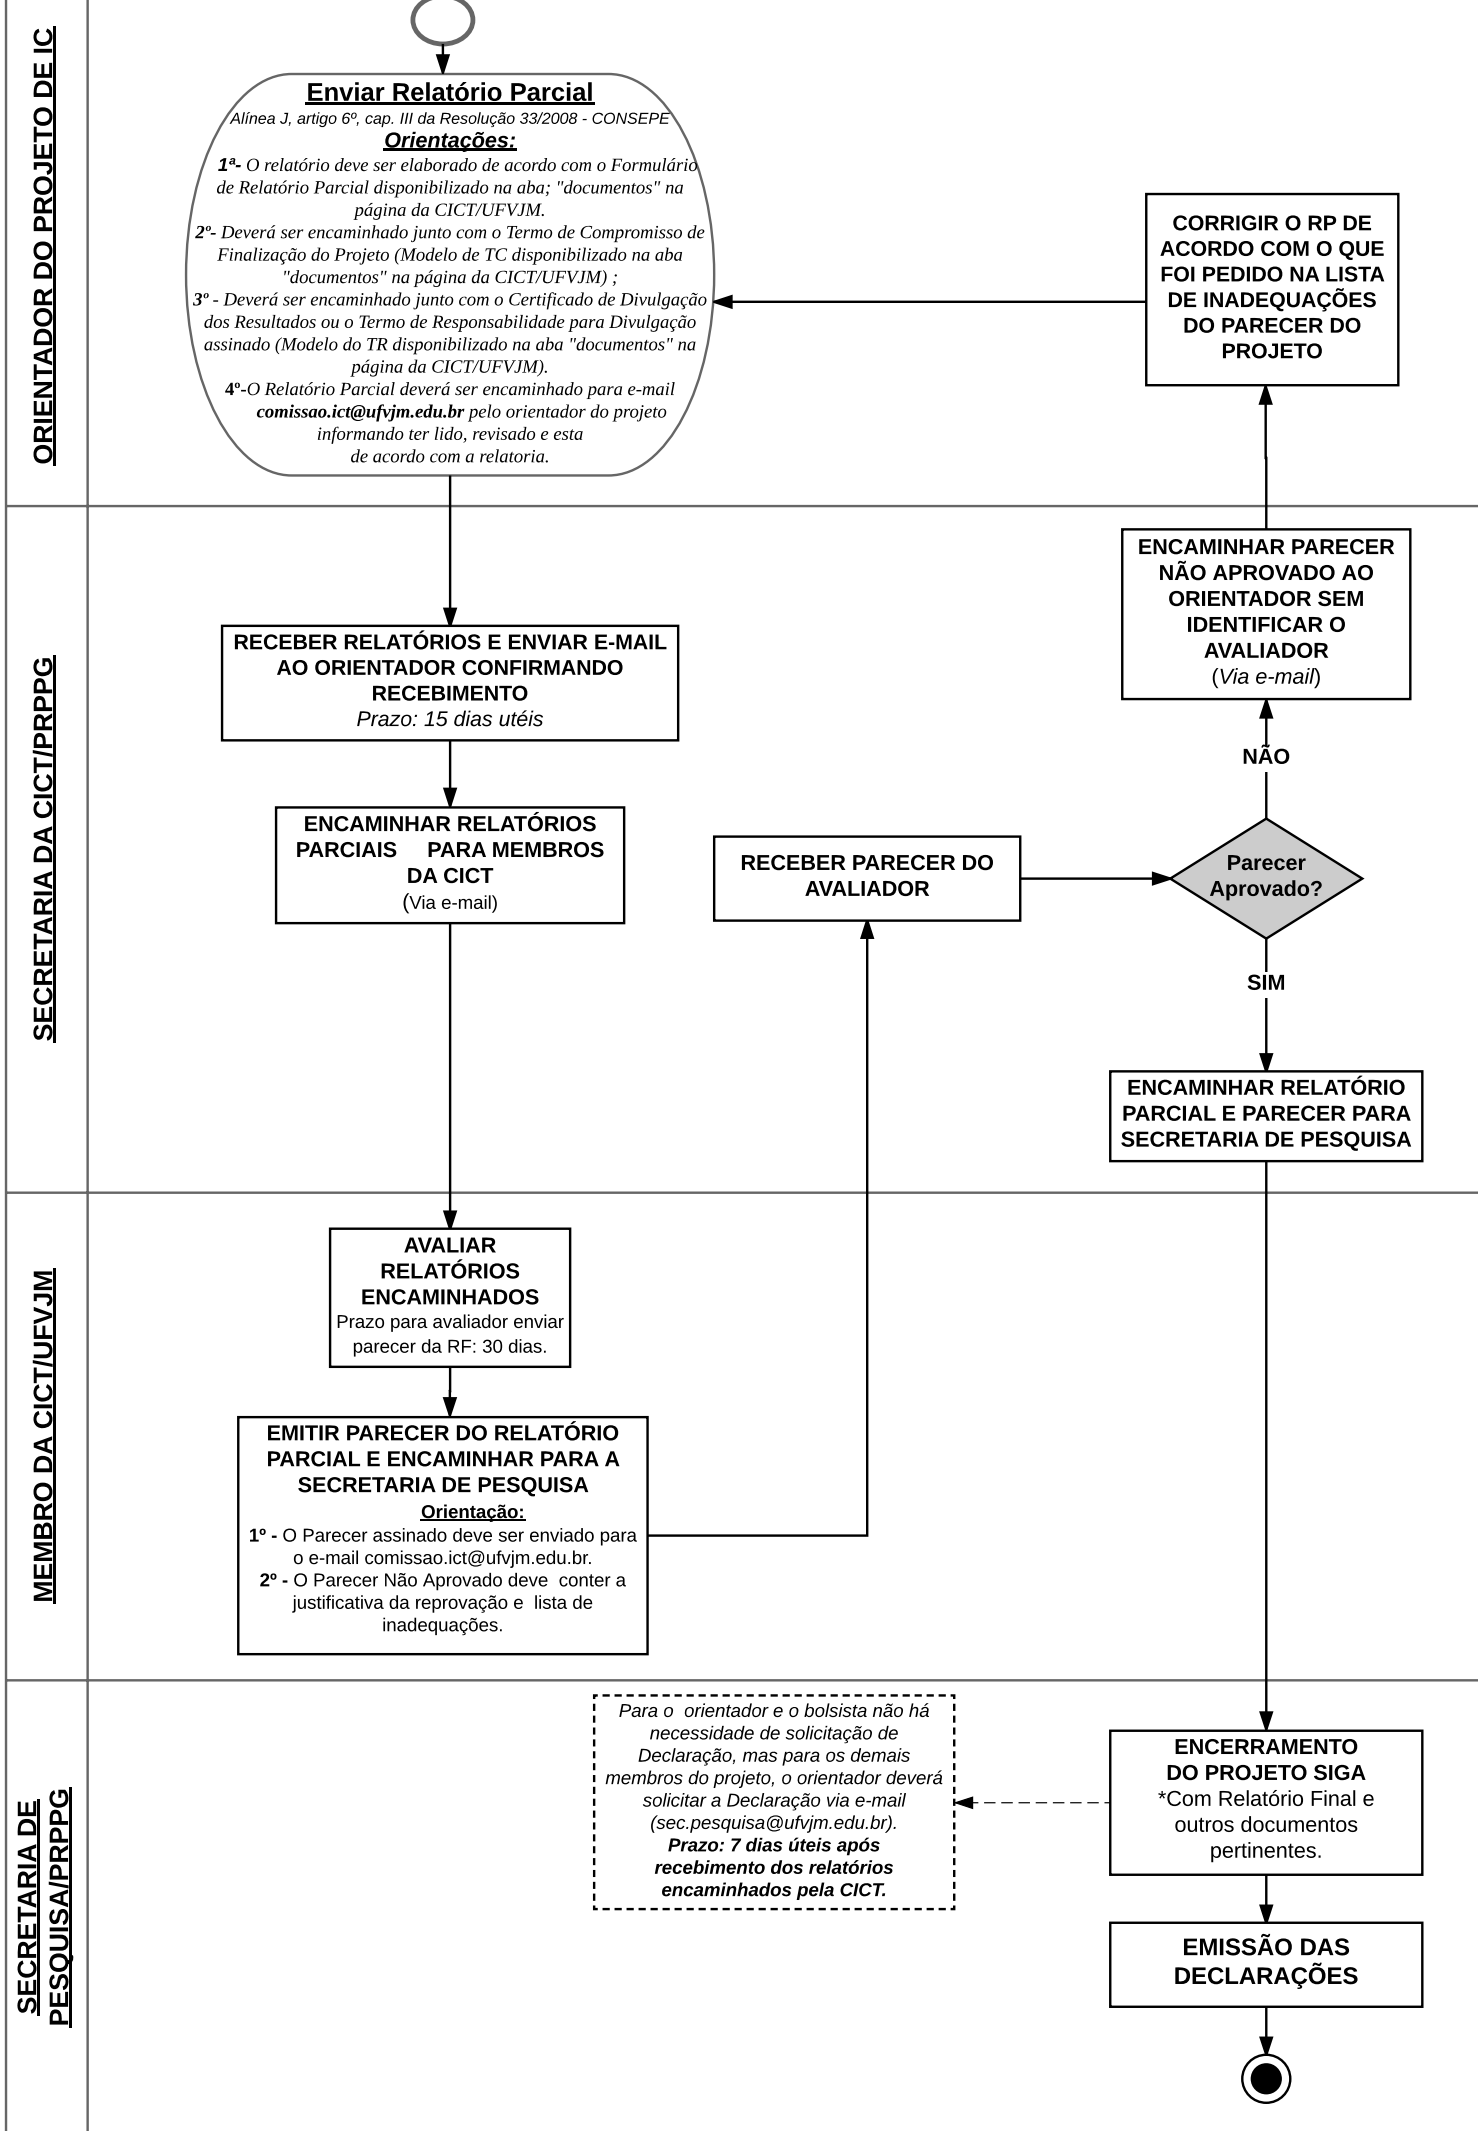 ORIENTADOR DO PROJETO DE IC
Enviar Relatório Parcial
Alínea J, artigo 6º, cap. III da Resolução 33/2008 - CONSEPE
Orientações:
1ª- O relatório deve ser elaborado de acordo com o Formulário
de Relatório Parcial disponibilizado na aba; "documentos" na
página da CICT/UFVJM.
2º- Deverá ser encaminhado junto com o Termo de Compromisso de
Finalização do Projeto (Modelo de TC disponibilizado na aba
"documentos" na página da CICT/UFVJM) ;
3º - Deverá ser encaminhado junto com o Certificado de Divulgação
dos Resultados ou o Termo de Responsabilidade para Divulgação
assinado (Modelo do TR disponibilizado na aba "documentos" na
página da CICT/UFVJM).
4º-O Relatório Parcial deverá ser encaminhado para e-mail
comissao.ict@ufvjm.edu.br pelo orientador do projeto
informando ter lido, revisado e esta
de acordo com a relatoria.
CORRIGIR O RP DE
ACORDO COM O QUE
FOI PEDIDO NA LISTA
DE INADEQUAÇÕES
DO PARECER DO
PROJETO
SECRETARIA DA CICT/PRPPG
RECEBER RELATÓRIOS E ENVIAR E-MAIL
AO ORIENTADOR CONFIRMANDO
RECEBIMENTO
Prazo: 15 dias utéis
ENCAMINHAR RELATÓRIOS
PARCIAIS PARA MEMBROS
DA CICT
(Via e-mail)
RECEBER PARECER DO
AVALIADOR
ENCAMINHAR PARECER
NÃO APROVADO AO
ORIENTADOR SEM
IDENTIFICAR O
AVALIADOR
(Via e-mail)
NÃO
Parecer
Aprovado?
SIM
ENCAMINHAR RELATÓRIO
PARCIAL E PARECER PARA
SECRETARIA DE PESQUISA
MEMBRO DA CICT/UFVJM
AVALIAR
RELATÓRIOS
ENCAMINHADOS
Prazo para avaliador enviar
parecer da RF: 30 dias.
EMITIR PARECER DO RELATÓRIO
PARCIAL E ENCAMINHAR PARA A
SECRETARIA DE PESQUISA
Orientação:
1º - O Parecer assinado deve ser enviado para
o e-mail comissao.ict@ufvjm.edu.br.
2º - O Parecer Não Aprovado deve conter a
justificativa da reprovação e lista de
inadequações.
SECRETARIA DE
PESQUISA/PRPPG
Para o orientador e o bolsista não há
necessidade de solicitação de
Declaração, mas para os demais
membros do projeto, o orientador deverá
solicitar a Declaração via e-mail
(sec.pesquisa@ufvjm.edu.br).
Prazo: 7 dias úteis após
recebimento dos relatórios
encaminhados pela CICT.
ENCERRAMENTO
DO PROJETO SIGA
*Com Relatório Final e
outros documentos
pertinentes.
EMISSÃO DAS
DECLARAÇÕES